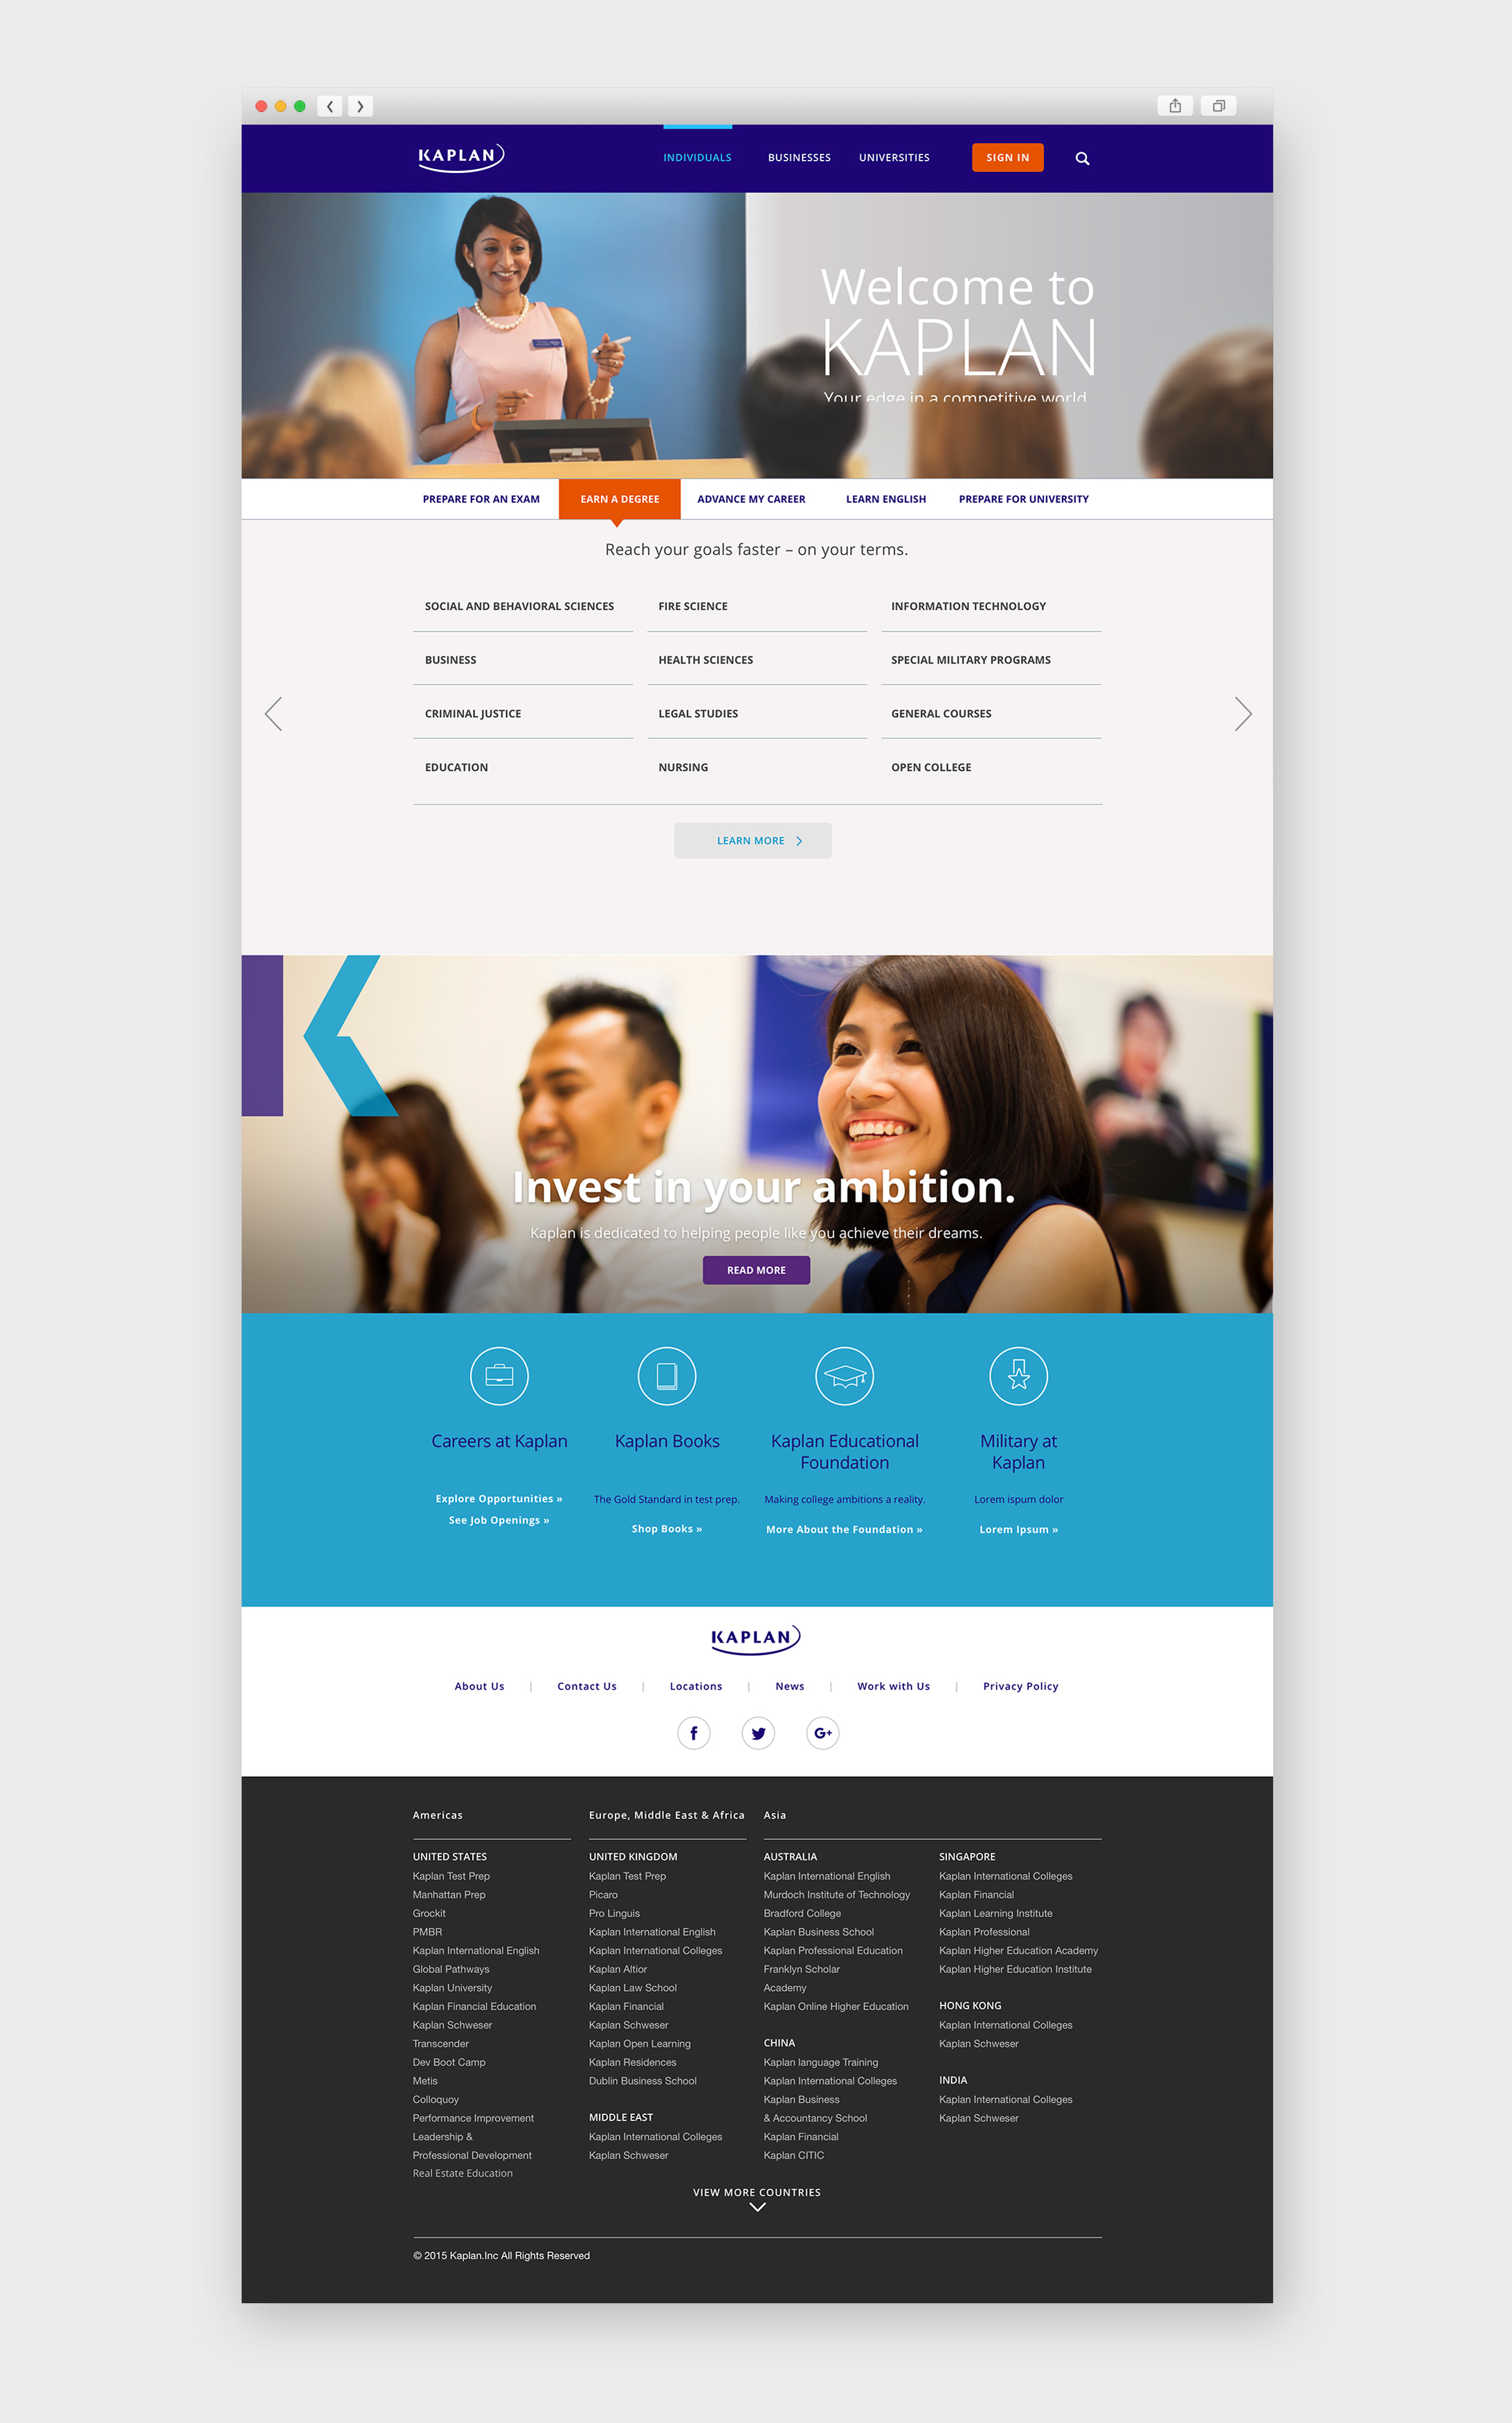 KAPLAN
INDIVIDUALS BUSINESSES UNIVERSITIES SIGN IN
Welcome to
KAPLAN
Your edge in a competitive world
PREPARE FOR AN EXAM EARN A DEGREE ADVANCE MY CAREER LEARN ENGLISH PREPARE FOR UNIVERSITY
Reach your goals faster – on your terms.
SOCIAL AND BEHAVIORAL SCIENCES FIRE SCIENCE INFORMATION TECHNOLOGY
BUSINESS HEALTH SCIENCES SPECIAL MILITARY PROGRAMS
CRIMINAL JUSTICE LEGAL STUDIES GENERAL COURSES
EDUCATION NURSING OPEN COLLEGE
LEARN MORE
Invest in your ambition.
Kaplan is dedicated to helping people like you achieve their dreams.
READ MORE
Careers at Kaplan
Explore Opportunities »
See Job Openings »
Kaplan Books
The Gold Standard in test prep.
Shop Books »
Kaplan Educational
Foundation
Making college ambitions a reality.
More About the Foundation »
Military at
Kaplan
Lorem ispum dolor
Lorem Ipsum »
KAPLAN
About Us | Contact Us | Locations | News | Work with Us | Privacy Policy
f G+
Americas
UNITED STATES
Kaplan Test Prep
Manhattan Prep
Grockit
PMBR
Kaplan International English
Global Pathways
Kaplan University
Kaplan Financial Education
Kaplan Schweser
Transcender
Dev Boot Camp
Metis
Colloquy
Performance Improvement
Leadership &
Professional Development
Real Estate Education
Europe, Middle East & Africa
UNITED KINGDOM
Kaplan Test Prep
Picaro
Pro Linguis
Kaplan International English
Kaplan International Colleges
Kaplan Altior
Kaplan Law School
Kaplan Financial
Kaplan Schweser
Kaplan Open Learning
Kaplan Residences
Dublin Business School
MIDDLE EAST
Kaplan International Colleges
Kaplan Schweser
Asia
AUSTRALIA
Kaplan International English
Murdoch Institute of Technology
Bradford College
Kaplan Business School
Kaplan Professional Education
Franklyn Scholar
Academy
Kaplan Online Higher Education
CHINA
Kaplan language Training
Kaplan International Colleges
Kaplan Business
& Accountancy School
Kaplan Financial
Kaplan CITIC
SINGAPORE
Kaplan International Colleges
Kaplan Financial
Kaplan Learning Institute
Kaplan Professional
Kaplan Higher Education Academy
Kaplan Higher Education Institute
HONG KONG
Kaplan International Colleges
Kaplan Schweser
INDIA
Kaplan International Colleges
Kaplan Schweser
VIEW MORE COUNTRIES
© 2015 Kaplan.Inc All Rights Reserved